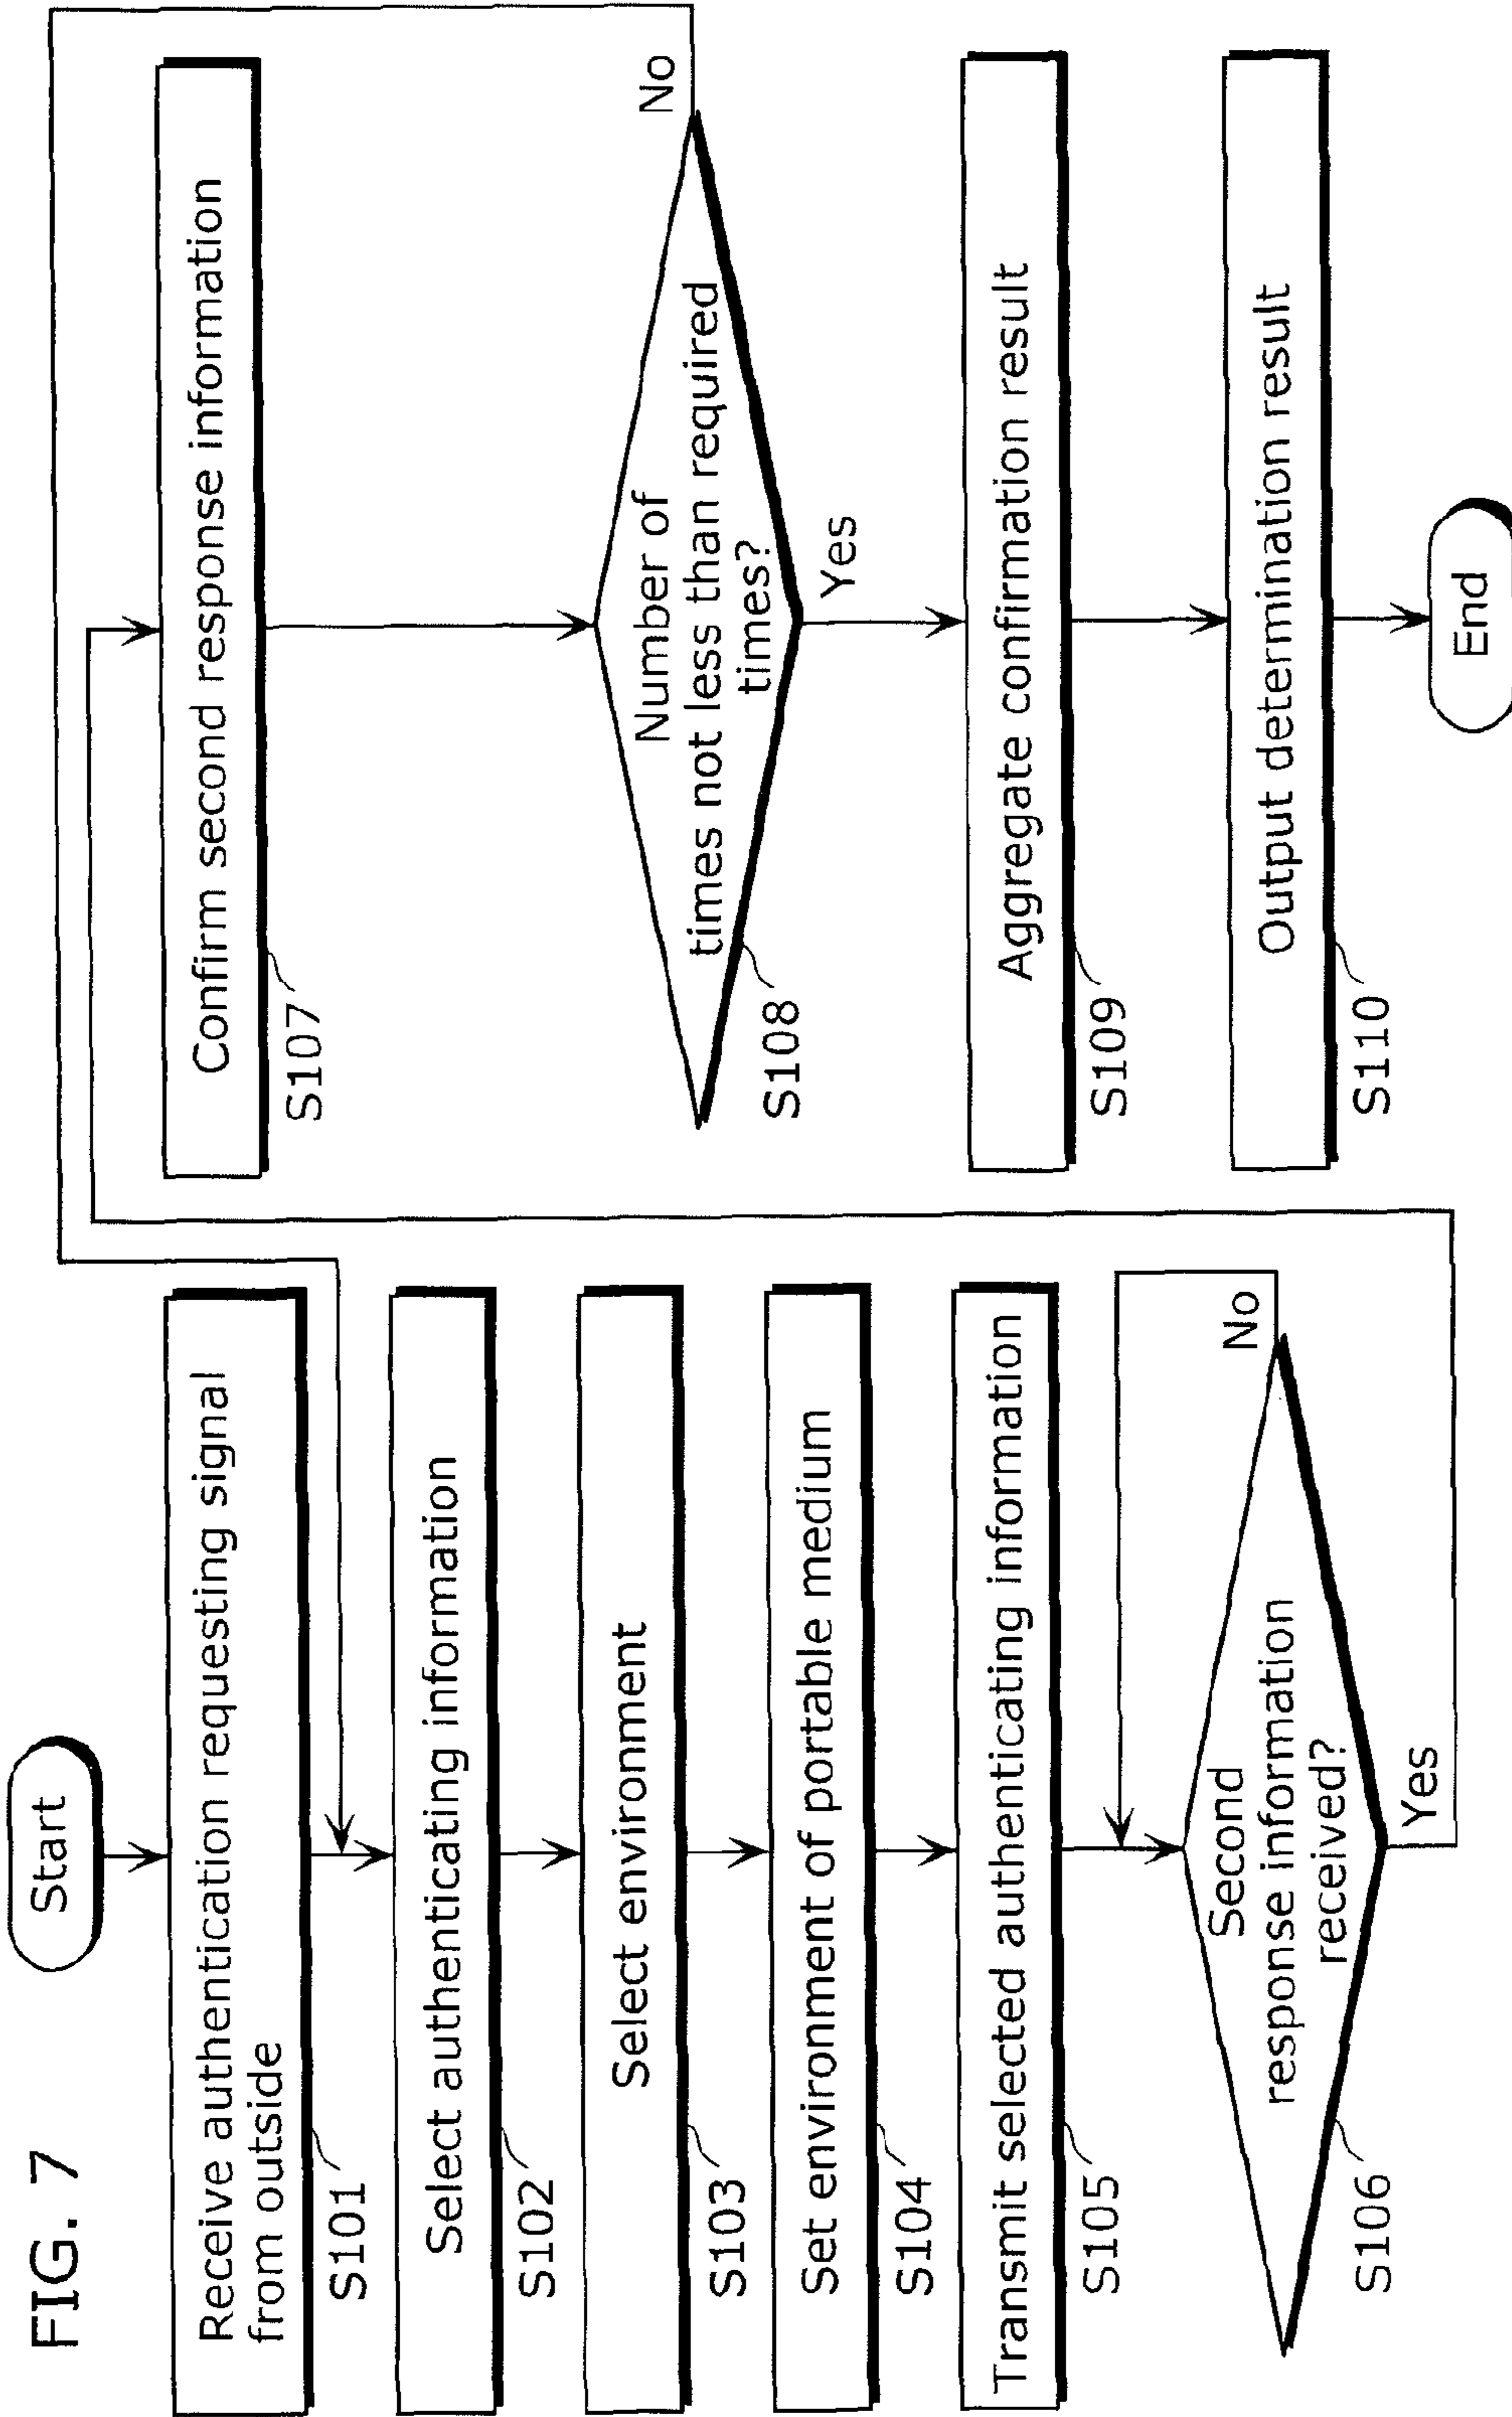 FIG. 7
Start
Receive authentication requesting signal
from outside
S101
Select authenticating information
S102
Select environment
S103
Set environment of portable medium
S104
Transmit selected authenticating information
S105
Second
response information
received?
No
Yes
S106
Confirm second response information
S107
Number of
times not less than required
times?
No
Yes
S108
Aggregate confirmation result
S109
Output determination result
S110
End